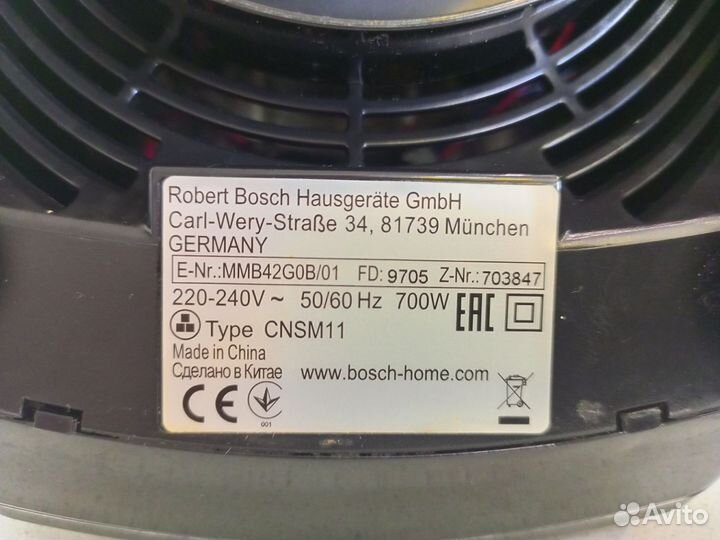 Robert Bosch Hausgeräte GmbH
Carl-Wery-Straße 34, 81739 München
GERMANY
E-Nr.:MMB42G0B/01 FD: 9705 Z-Nr.: 703847
220-240V ~ 50/60 Hz 700W EAC
Type CNSM11
Made in China
Сделано в Китае www.bosch-home.com
CE
001
Avito